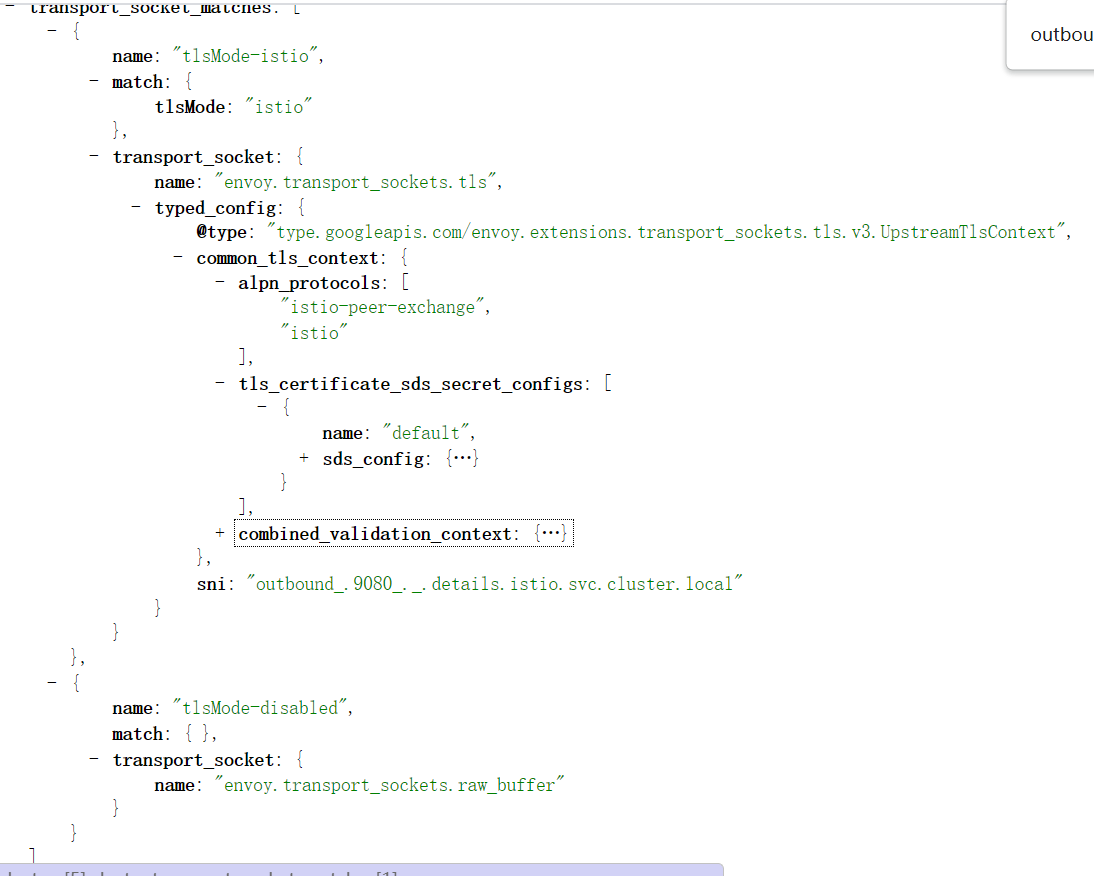 - transport_socket_matches: [
- {
name: "tlsMode-istio",
- match: {
tlsMode: "istio"
},
- transport_socket: {
name: "envoy.transport_sockets.tls",
- typed_config: {
@type: "type.googleapis.com/envoy.extensions.transport_sockets.tls.v3.UpstreamTlsContext",
- common_tls_context: {
- alpn_protocols: [
"istio-peer-exchange",
"istio"
],
- tls_certificate_sds_secret_configs: [
- {
name: "default",
+ sds_config: {…}
}
],
+ combined_validation_context: {…}
},
sni: "outbound_.9080_._.details.istio.svc.cluster.local"
}
}
},
- {
name: "tlsMode-disabled",
match: { },
- transport_socket: {
name: "envoy.transport_sockets.raw_buffer"
}
}
]
outbou